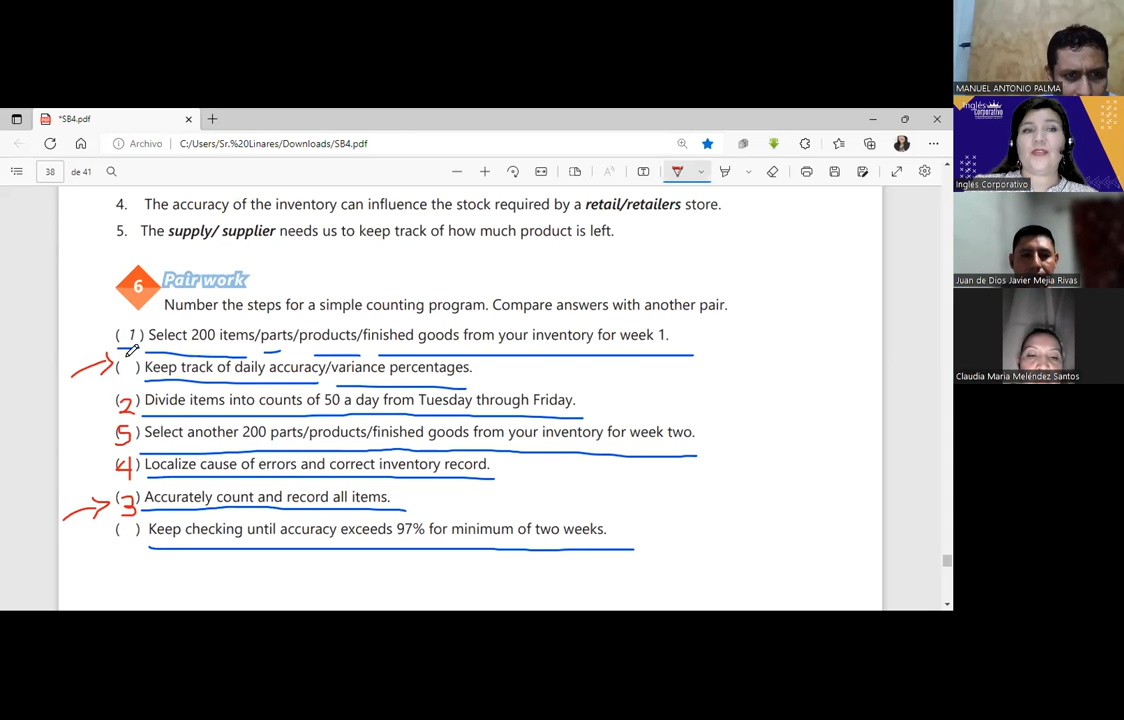 *SB4.pdf
Archivo
C:/Users/Sr.%20Linares/Downloads/SB4.pdf
38 de 41
4. The accuracy of the inventory can influence the stock required by a retail/retailers store.
5. The supply/ supplier needs us to keep track of how much product is left.
6 Pair work
Number the steps for a simple counting program. Compare answers with another pair.
( 1 ) Select 200 items/parts/products/finished goods from your inventory for week 1.
( ) Keep track of daily accuracy/variance percentages.
(2) Divide items into counts of 50 a day from Tuesday through Friday.
(5) Select another 200 parts/products/finished goods from your inventory for week two.
(4) Localize cause of errors and correct inventory record.
(3) Accurately count and record all items.
( ) Keep checking until accuracy exceeds 97% for minimum of two weeks.
MANUEL ANTONIO PALMA
Inglés
Corporativo
Inglés Corporativo
Juan de Dios Javier Mejia Rivas
Claudia Maria Meléndez Santos